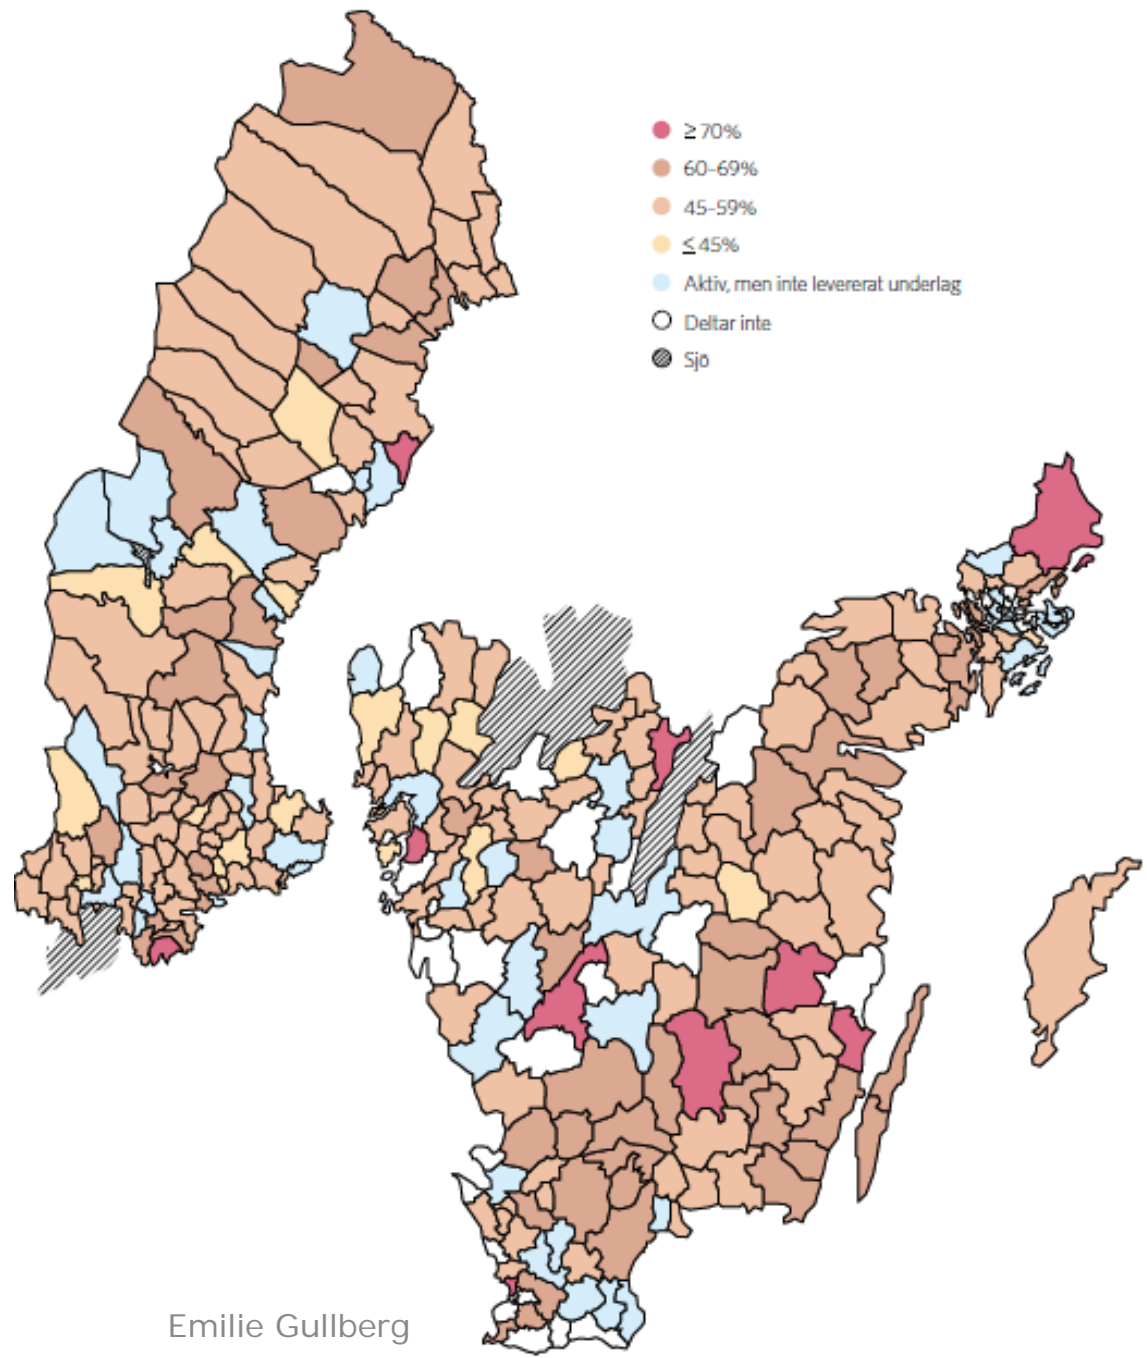 ≥ 70%
60-69%
45-59%
≤ 45%
Aktiv, men inte levererat underlag
Deltar inte
Sjö
Emilie Gullberg